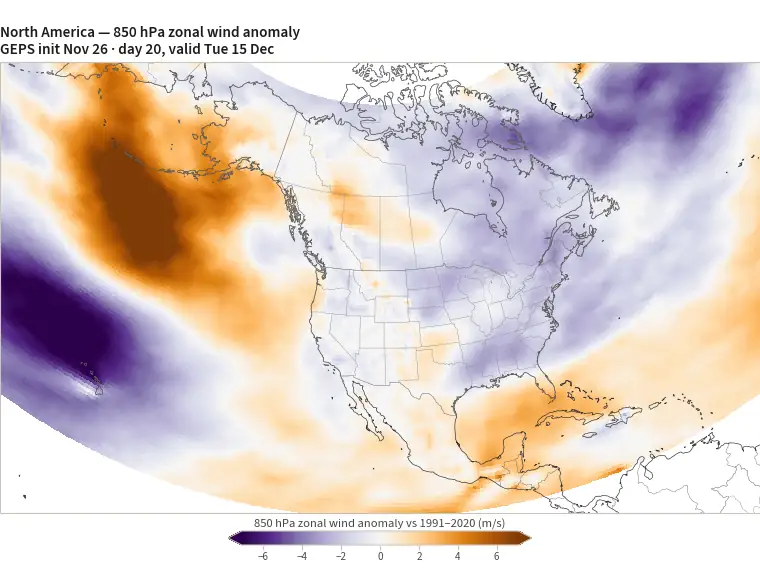 North America — 850 hPa zonal wind anomaly
GEPS init Nov 26 · day 20, valid Tue 15 Dec
850 hPa zonal wind anomaly vs 1991–2020 (m/s)
−6 −4 −2 0 2 4 6